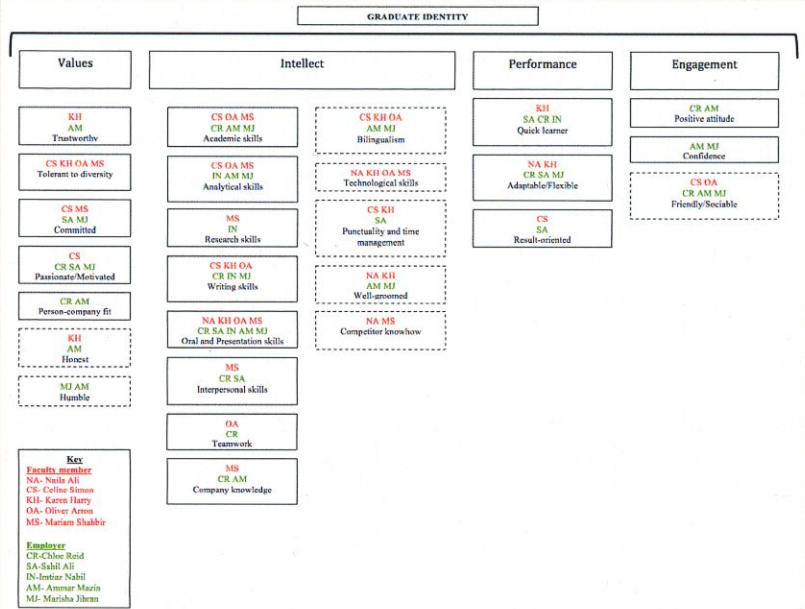 GRADUATE IDENTITY
Values
KH
AM
Trustworthy
CS KH OA MS
Tolerant to diversity
CS MS
SA MJ
Committed
CS
CR SA MJ
Passionate/Motivated
CR AM
Person-company fit
KH
AM
Honest
MJ AM
Humble
Intellect
CS OA MS
CR AM MJ
Academic skills
CS OA MS
IN AM MJ
Analytical skills
MS
IN
Research skills
CS KH OA
CR IN MJ
Writing skills
NA KH OA MS
CR SA IN AM MJ
Oral and Presentation skills
MS
CR SA
Interpersonal skills
OA
CR
Teamwork
MS
CR AM
Company knowledge
CS KH OA
AM MJ
Bilingualism
NA KH OA MS
Technological skills
CS KH
SA
Punctuality and time
management
NA KH
AM MJ
Well-groomed
NA MS
Competitor knowhow
Performance
KH
SA CR IN
Quick learner
NA KH
CR SA MJ
Adaptable/Flexible
CS
SA
Result-oriented
Engagement
CR AM
Positive attitude
AM MJ
Confidence
CS OA
CR AM MJ
Friendly/Sociable
Key
Faculty member
NA- Naila Ali
CS- Celine Simon
KH- Karen Harry
OA- Oliver Arron
MS- Mariam Shabbir
Employer
CR-Chloe Reid
SA-Sahil Ali
IN-Imtiaz Nabil
AM- Ammar Mazin
MJ- Marisha Jibran